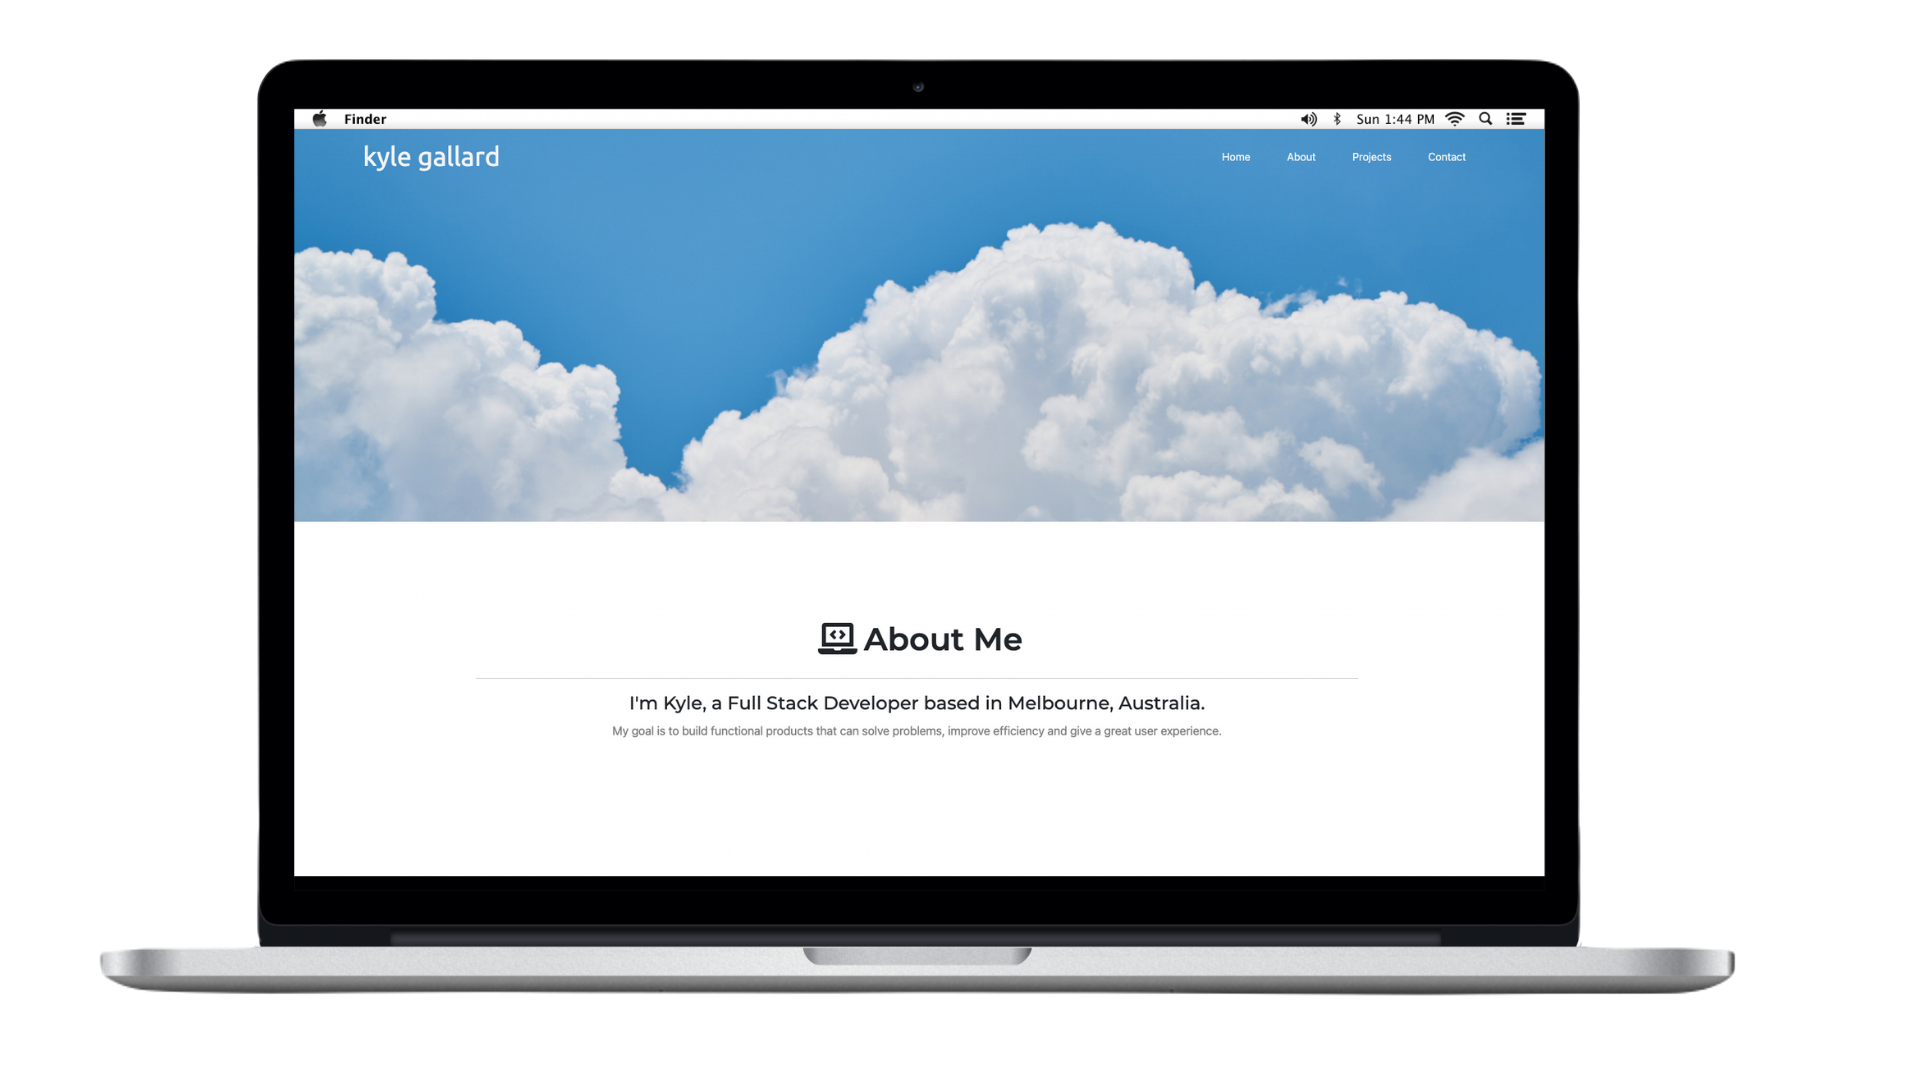 Finder Sun 1:44 PM
kyle gallard Home About Projects Contact
About Me
I'm Kyle, a Full Stack Developer based in Melbourne, Australia.
My goal is to build functional products that can solve problems, improve efficiency and give a great user experience.